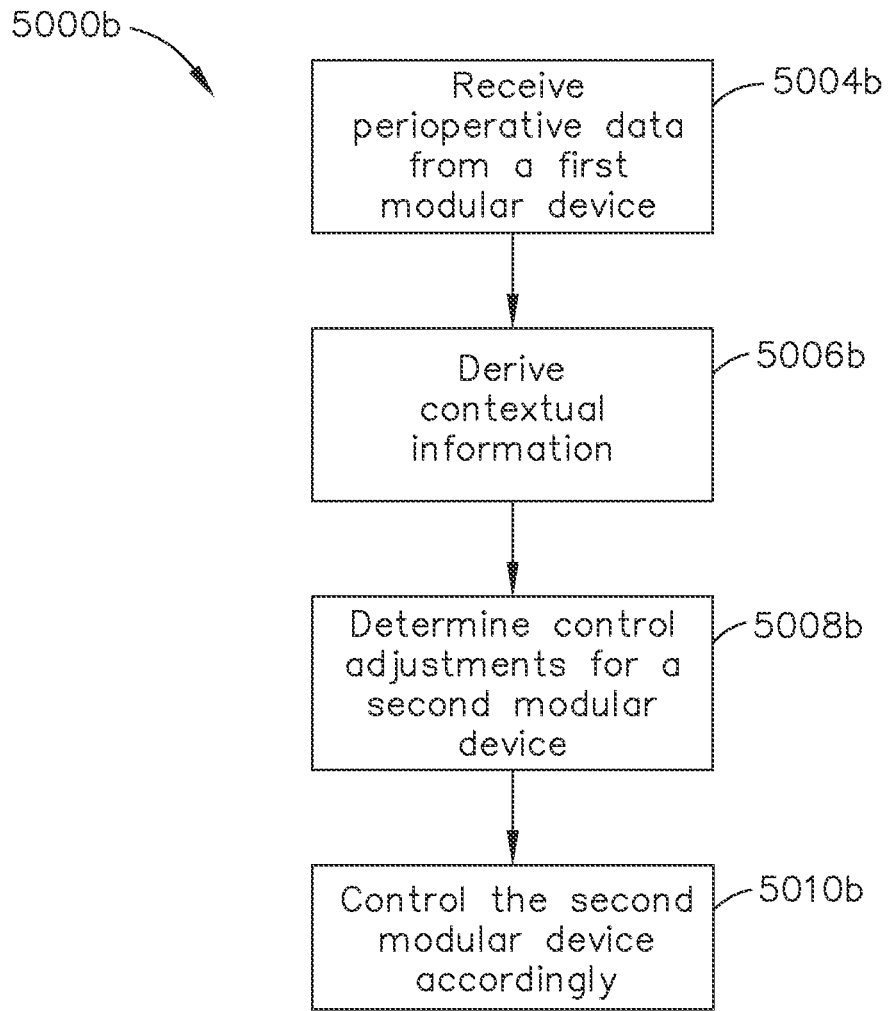 5000b
Receive
perioperative data
from a first
modular device
5004b
Derive
contextual
information
5006b
Determine control
adjustments for a
second modular
device
5008b
Control the second
modular device
accordingly
5010b